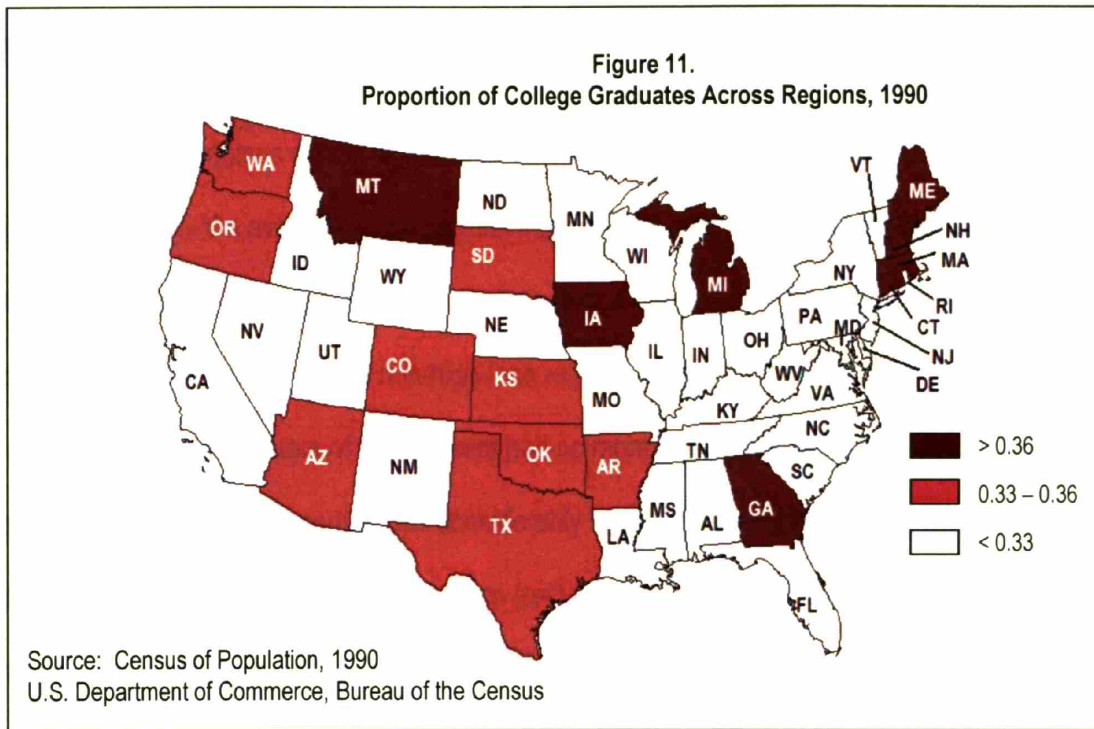 Figure 11.
Proportion of College Graduates Across Regions, 1990
WA
MT
ND
MN
VT
ME
OR
ID
SD
WI
NH
WY
MI
NY
MA
RI
NV
NE
IA
PA
CT
UT
IL
IN
OH
MD
NJ
CA
CO
KS
MO
WV
DE
VA
KY
AZ
NM
OK
AR
TN
NC
> 0.36
SC
TX
MS
AL
GA
0.33 – 0.36
LA
< 0.33
FL
Source: Census of Population, 1990
U.S. Department of Commerce, Bureau of the Census